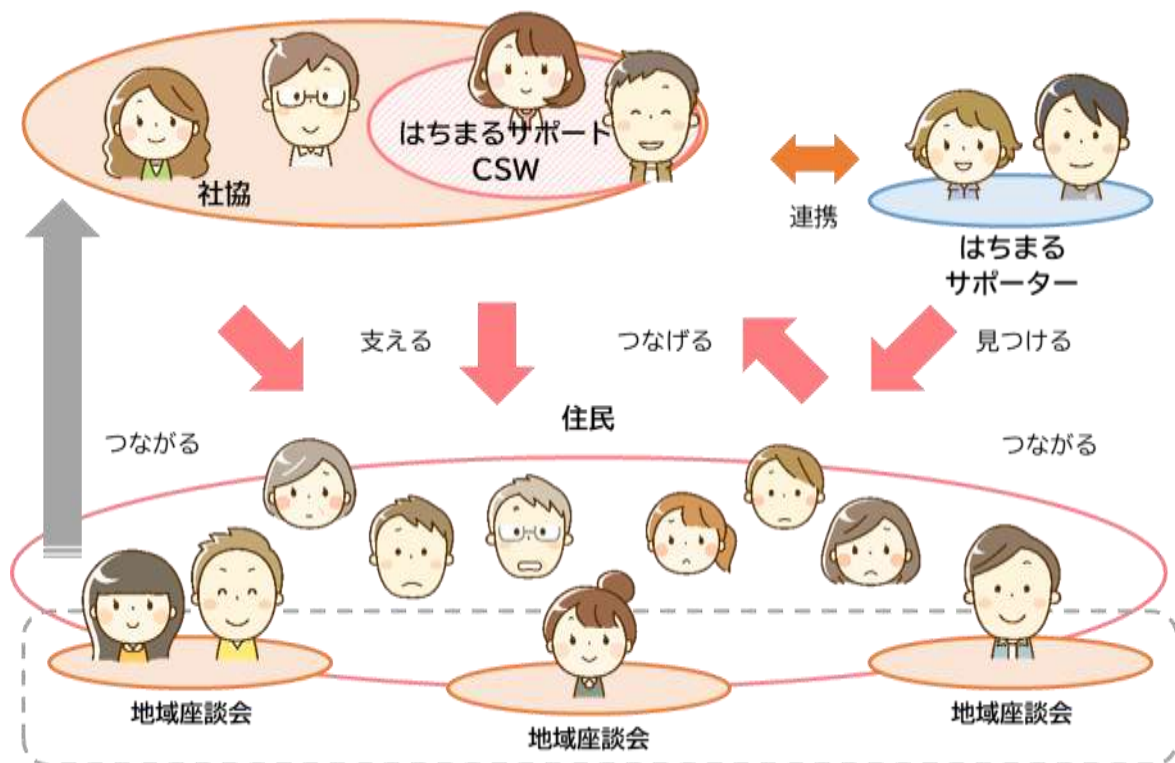 はちまるサポート
CSW
社協
連携
はちまる
サポーター
支える
つなげる
見つける
住民
つながる
つながる
地域座談会
地域座談会
地域座談会